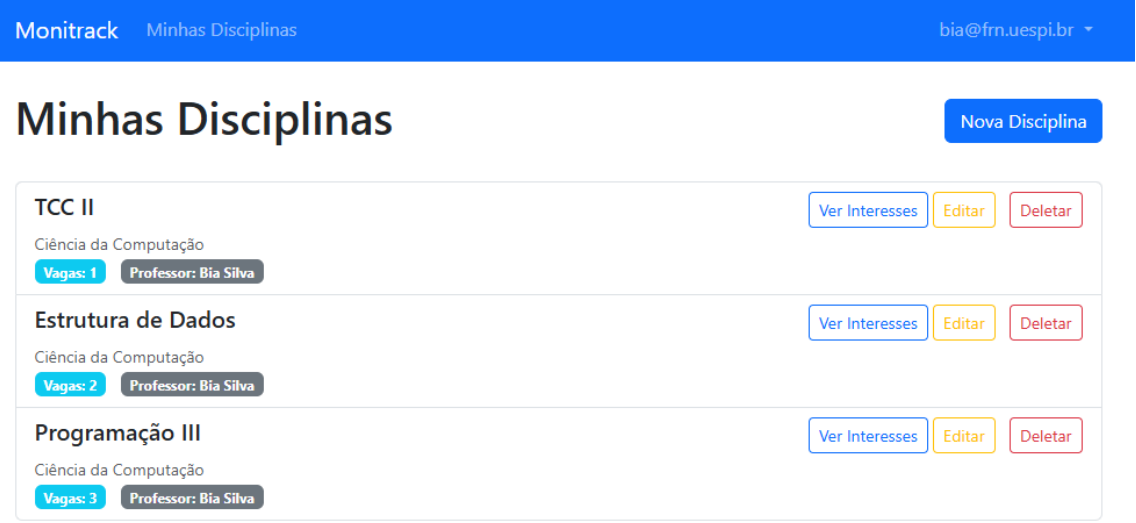 Monitrack Minhas Disciplinas bia@frn.uespi.br
Minhas Disciplinas Nova Disciplina
TCC II Ver Interesses Editar Deletar
Ciência da Computação
Vagas: 1 Professor: Bia Silva
Estrutura de Dados Ver Interesses Editar Deletar
Ciência da Computação
Vagas: 2 Professor: Bia Silva
Programação III Ver Interesses Editar Deletar
Ciência da Computação
Vagas: 3 Professor: Bia Silva